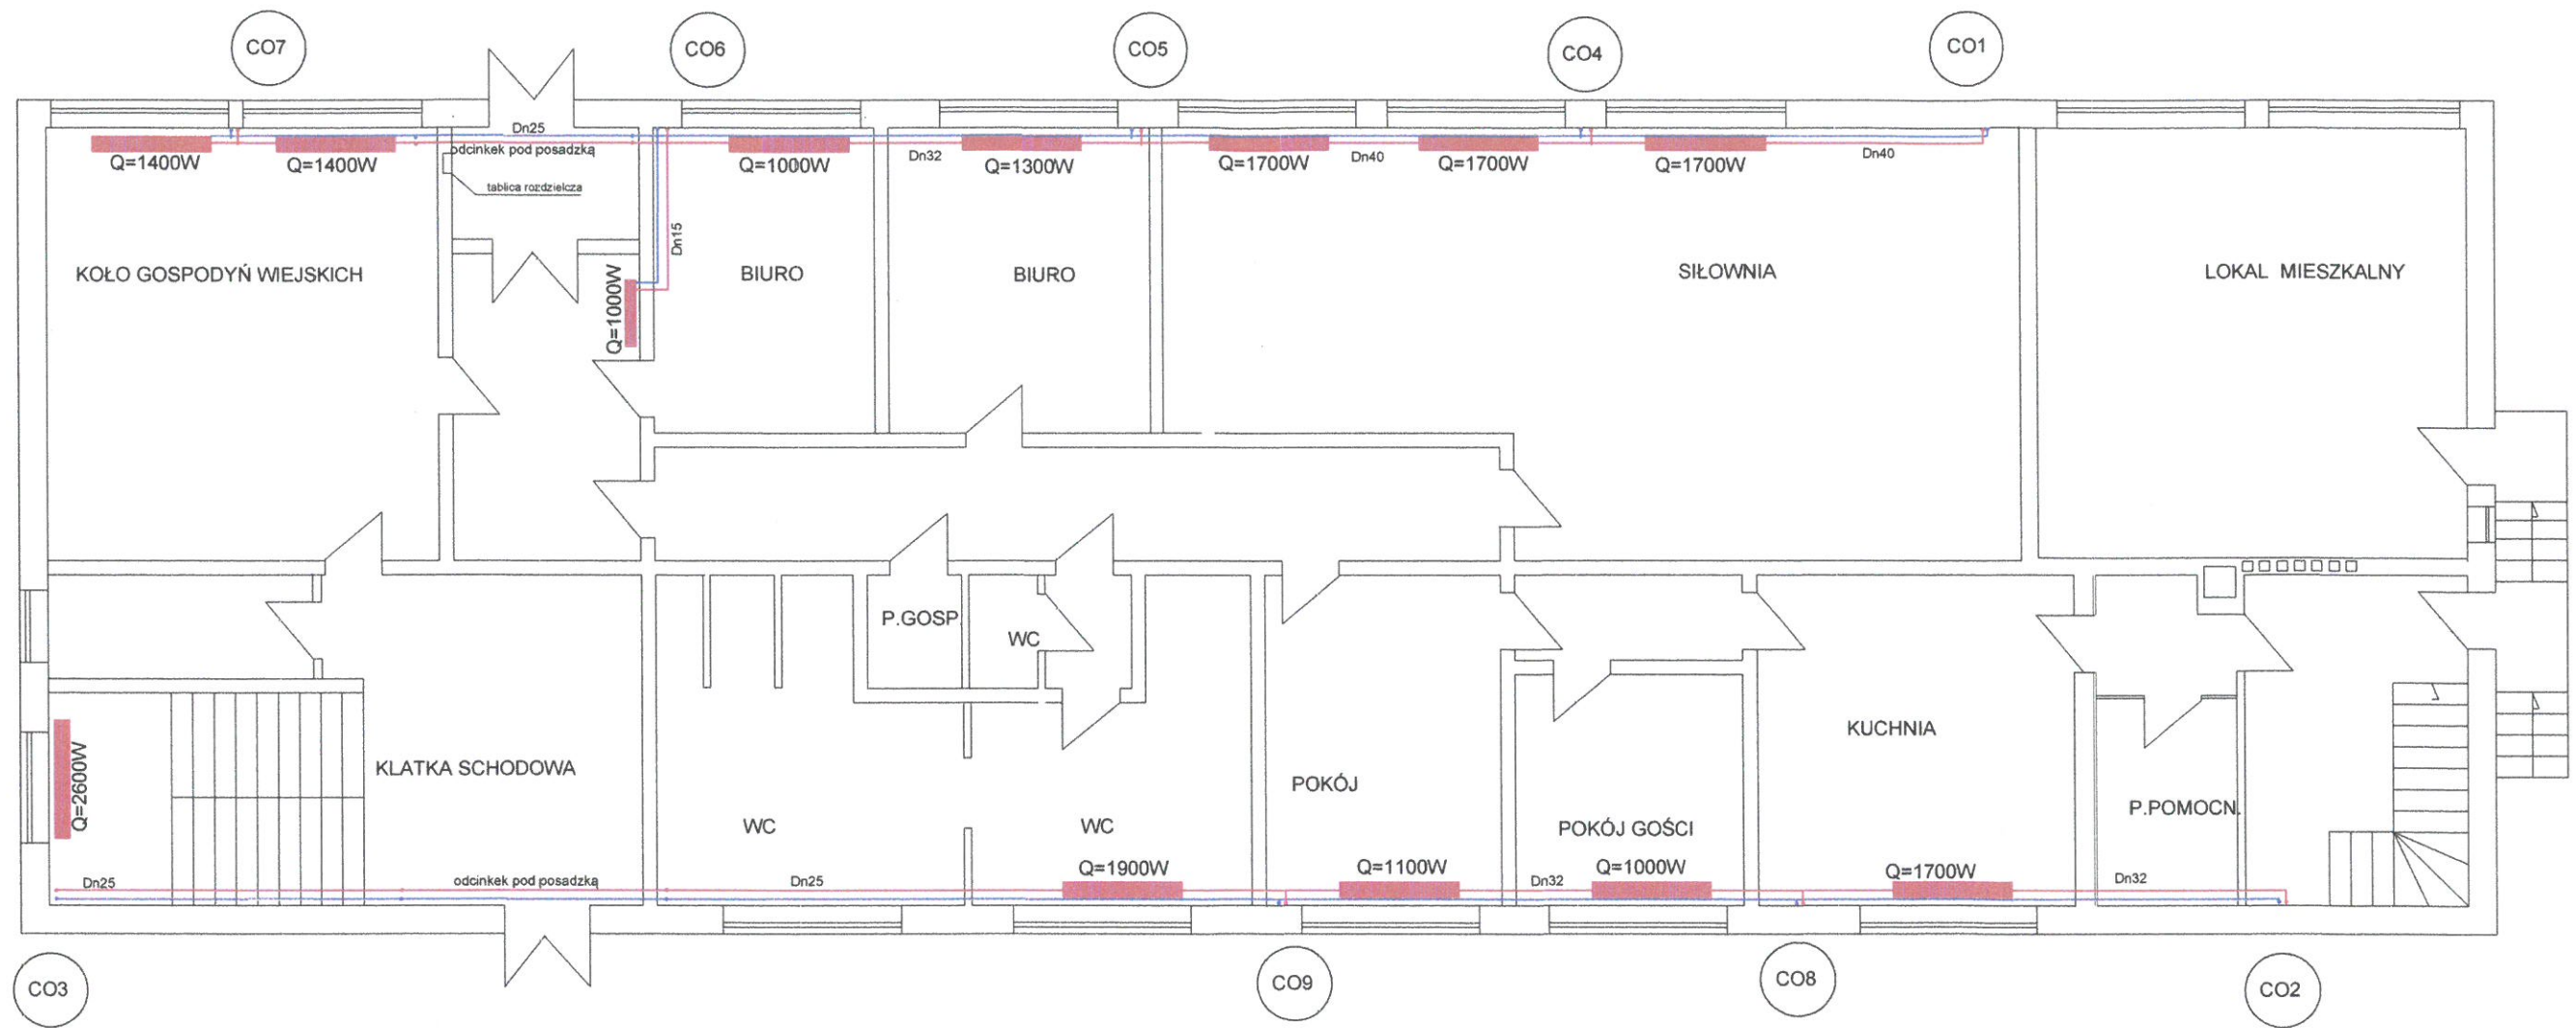 CO7
CO6
CO5
CO4
CO1
Dn25
odcinkek pod posadzką
Q=1400W
Q=1400W
tablica rozdzielcza
Q=1000W
Dn32
Q=1300W
Q=1700W
Dn40
Q=1700W
Q=1700W
Dn40
Dn15
KOŁO GOSPODYŃ WIEJSKICH
Q=1000W
BIURO
BIURO
SIŁOWNIA
LOKAL MIESZKALNY
P.GOSP.
WC
Q=2600W
KLATKA SCHODOWA
WC
WC
POKÓJ
POKÓJ GOŚCI
KUCHNIA
P.POMOCN.
Q=1900W
Q=1100W
Q=1000W
Q=1700W
Dn25
odcinkek pod posadzką
Dn25
Dn32
Dn32
CO3
CO9
CO8
CO2